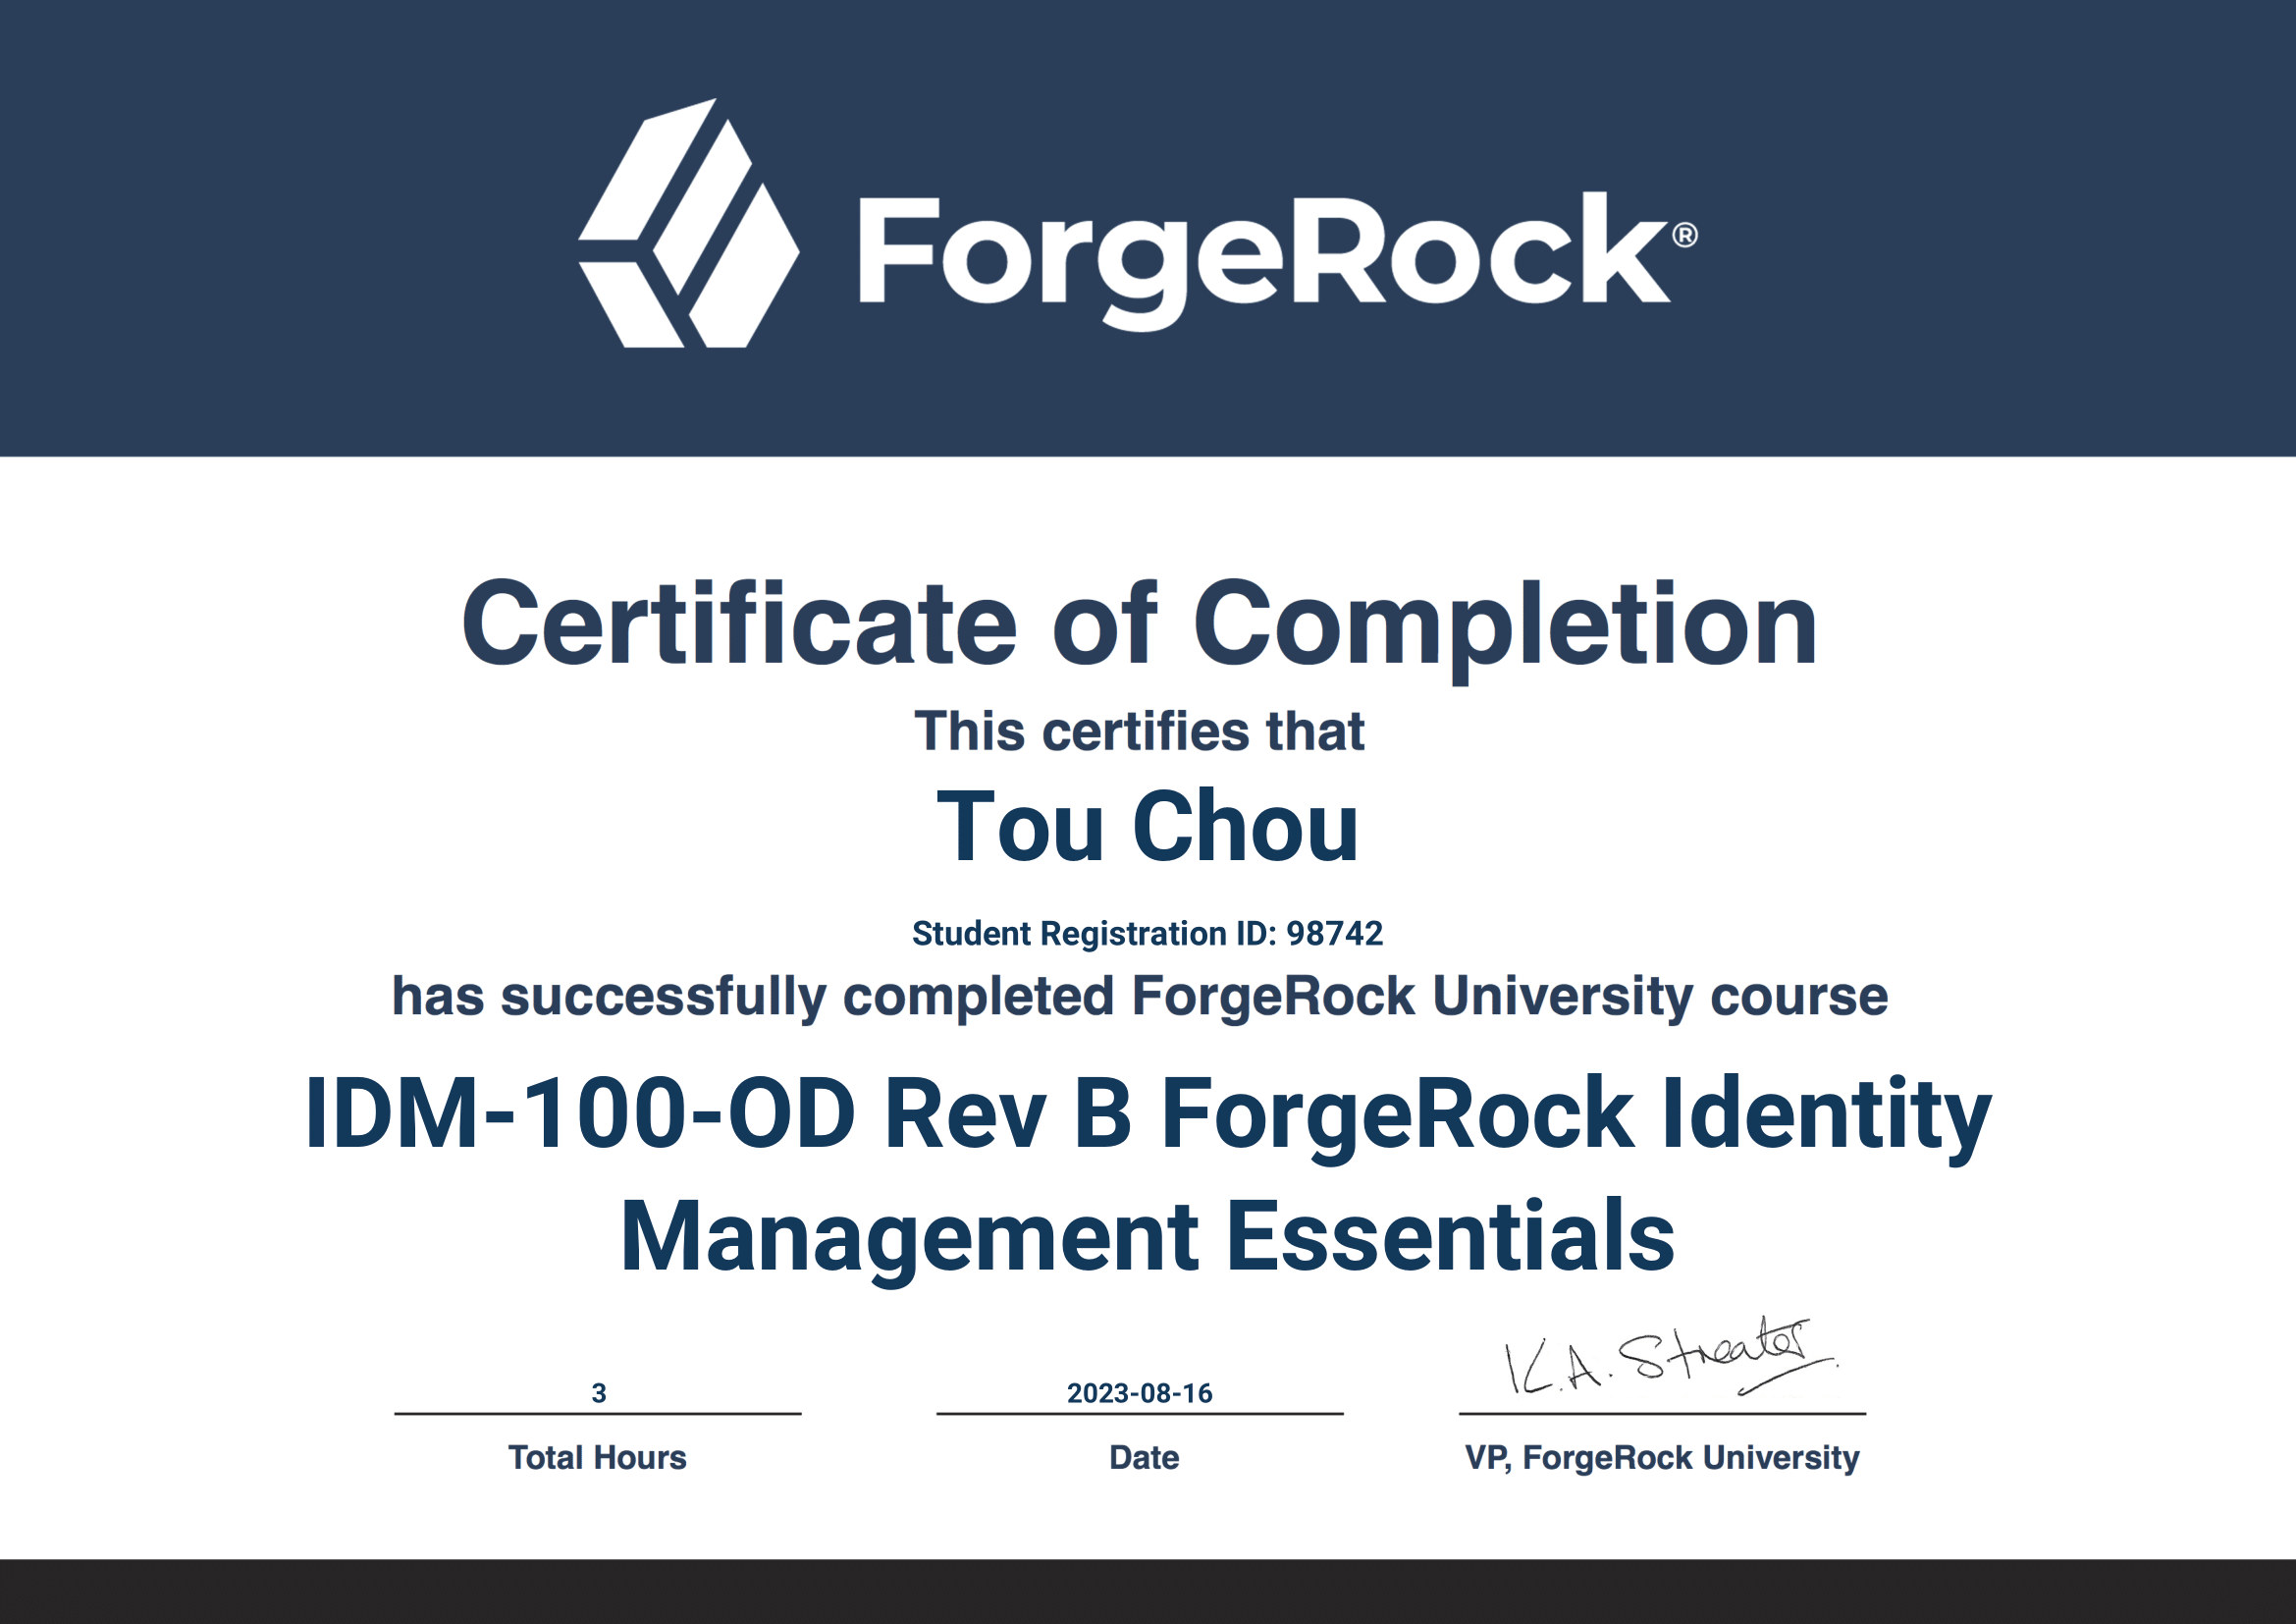 ForgeRock®
Certificate of Completion
This certifies that
Tou Chou
Student Registration ID: 98742
has successfully completed ForgeRock University course
IDM-100-OD Rev B ForgeRock Identity
Management Essentials
K.A. Streater
3
2023-08-16
Total Hours
Date
VP, ForgeRock University